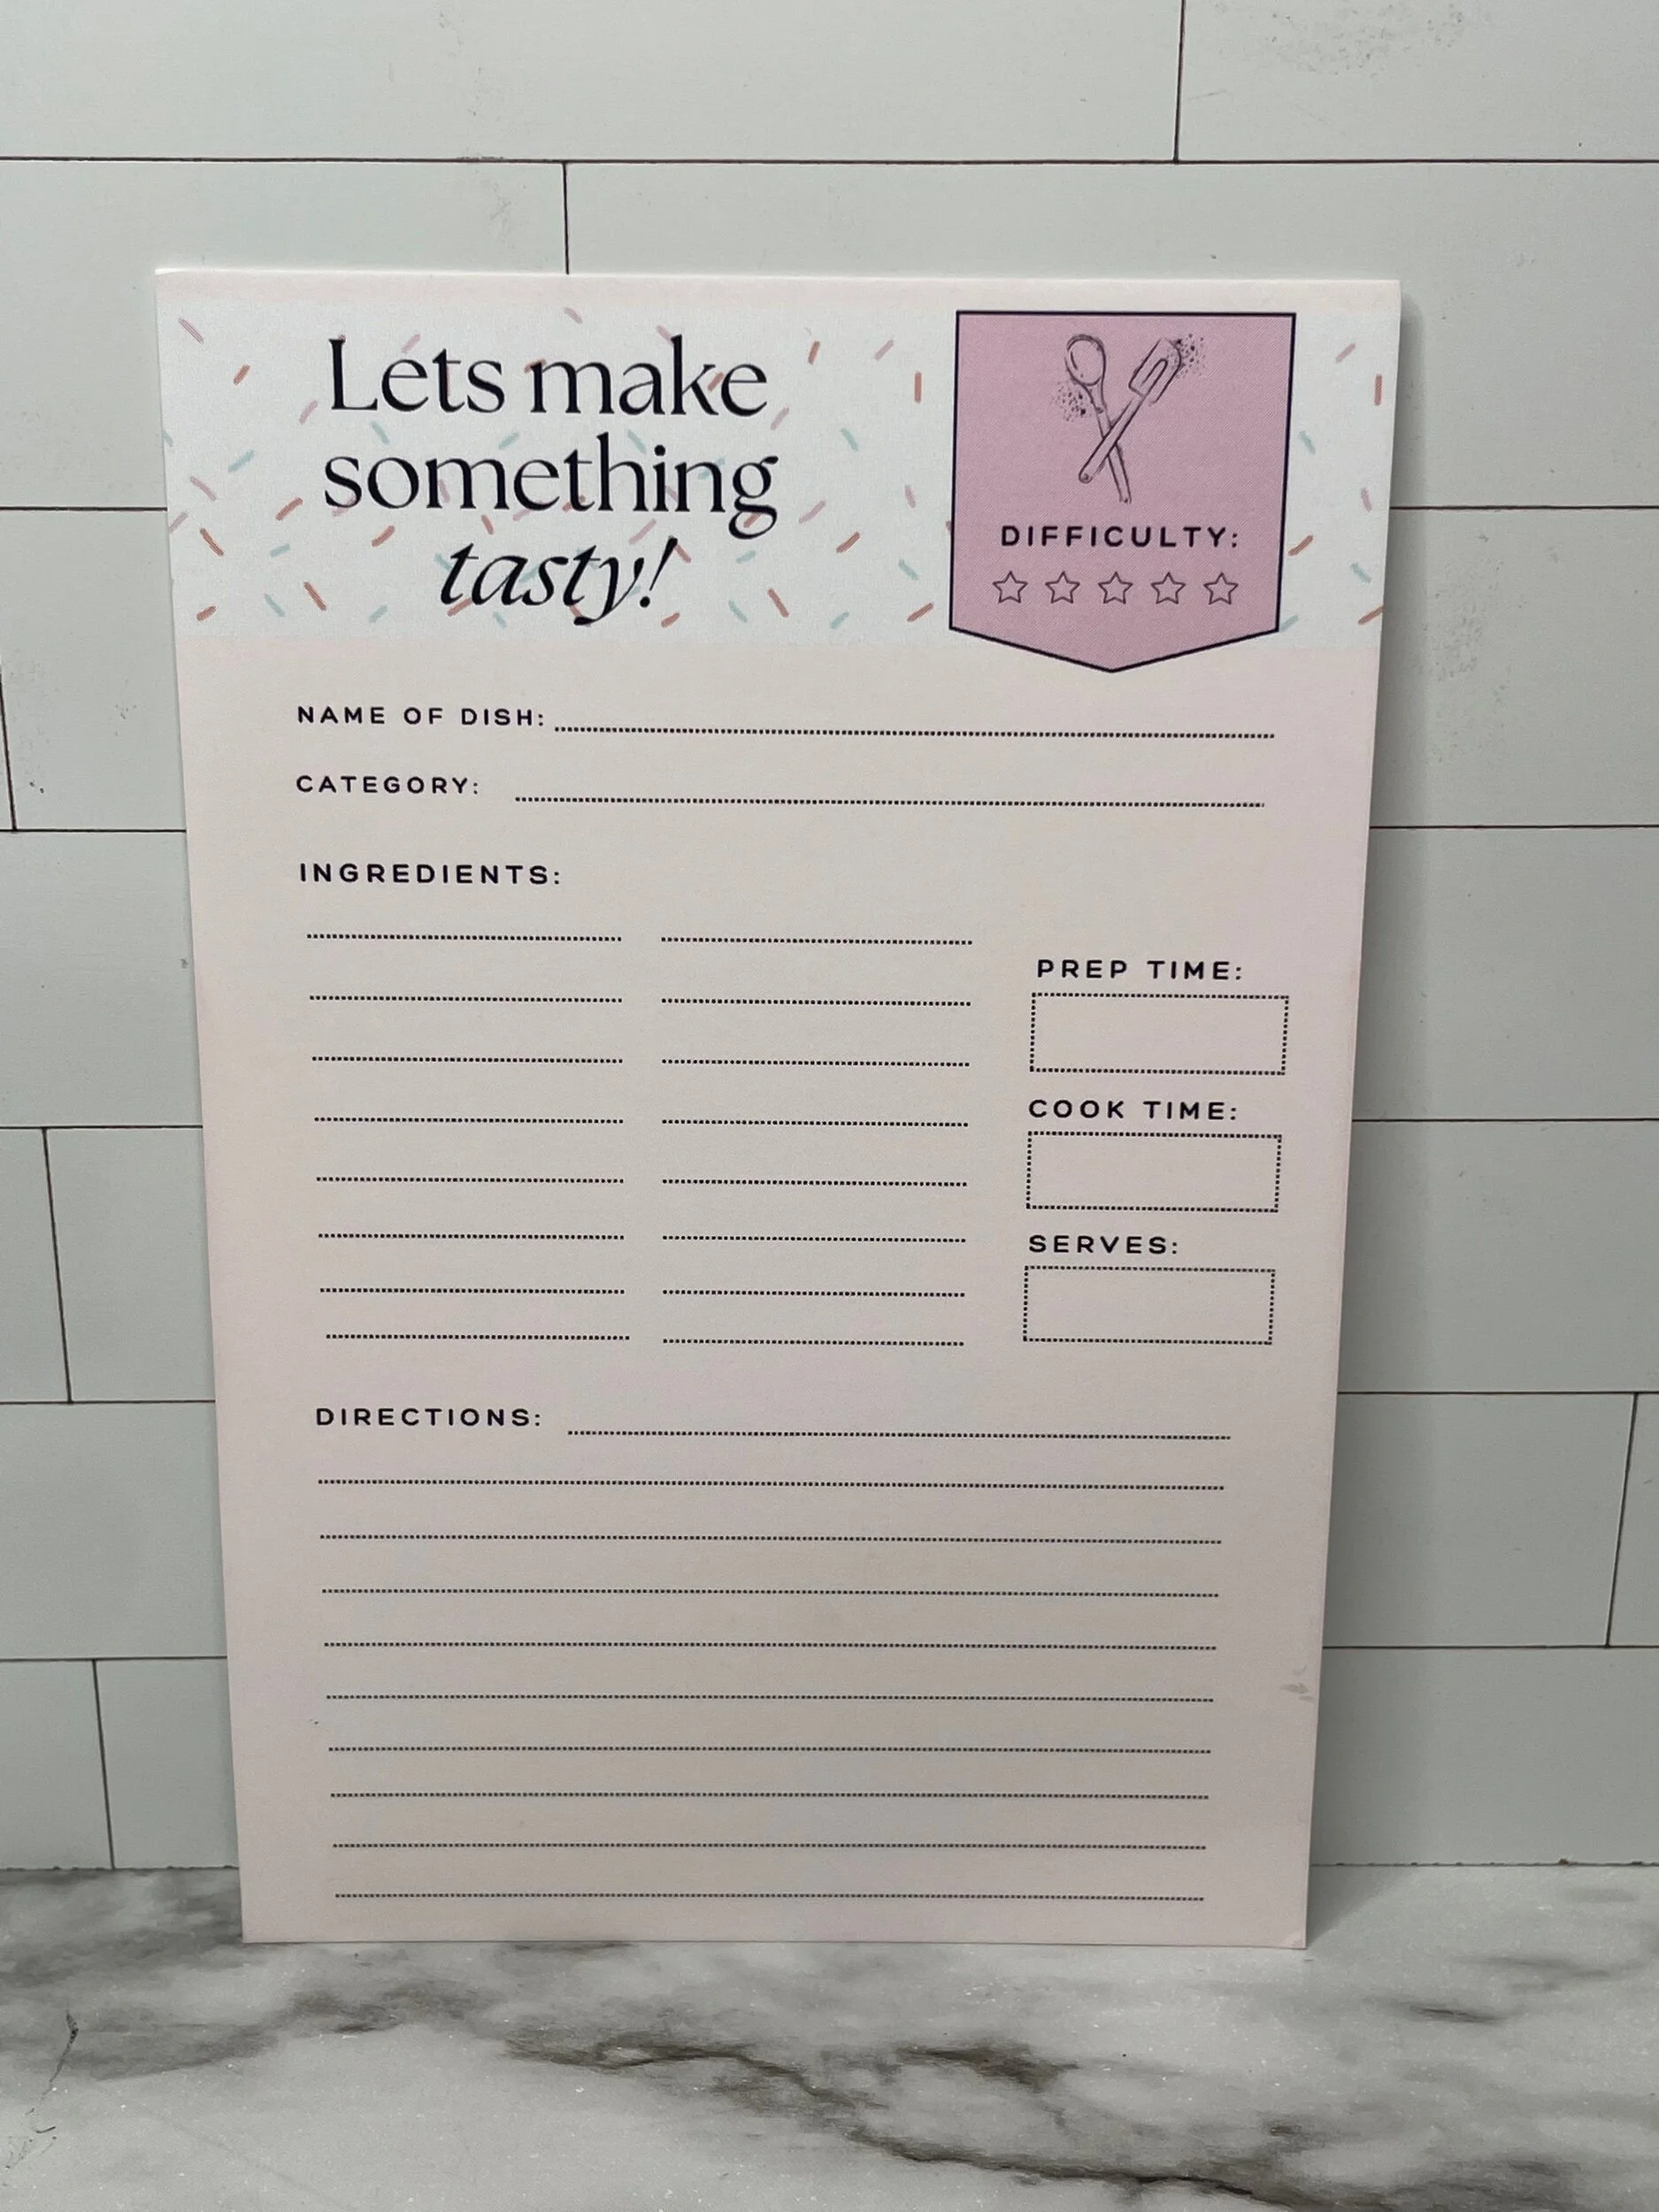 Lets make
something
tasty!
DIFFICULTY:
NAME OF DISH:
CATEGORY:
INGREDIENTS:
PREP TIME:
COOK TIME:
SERVES:
DIRECTIONS: